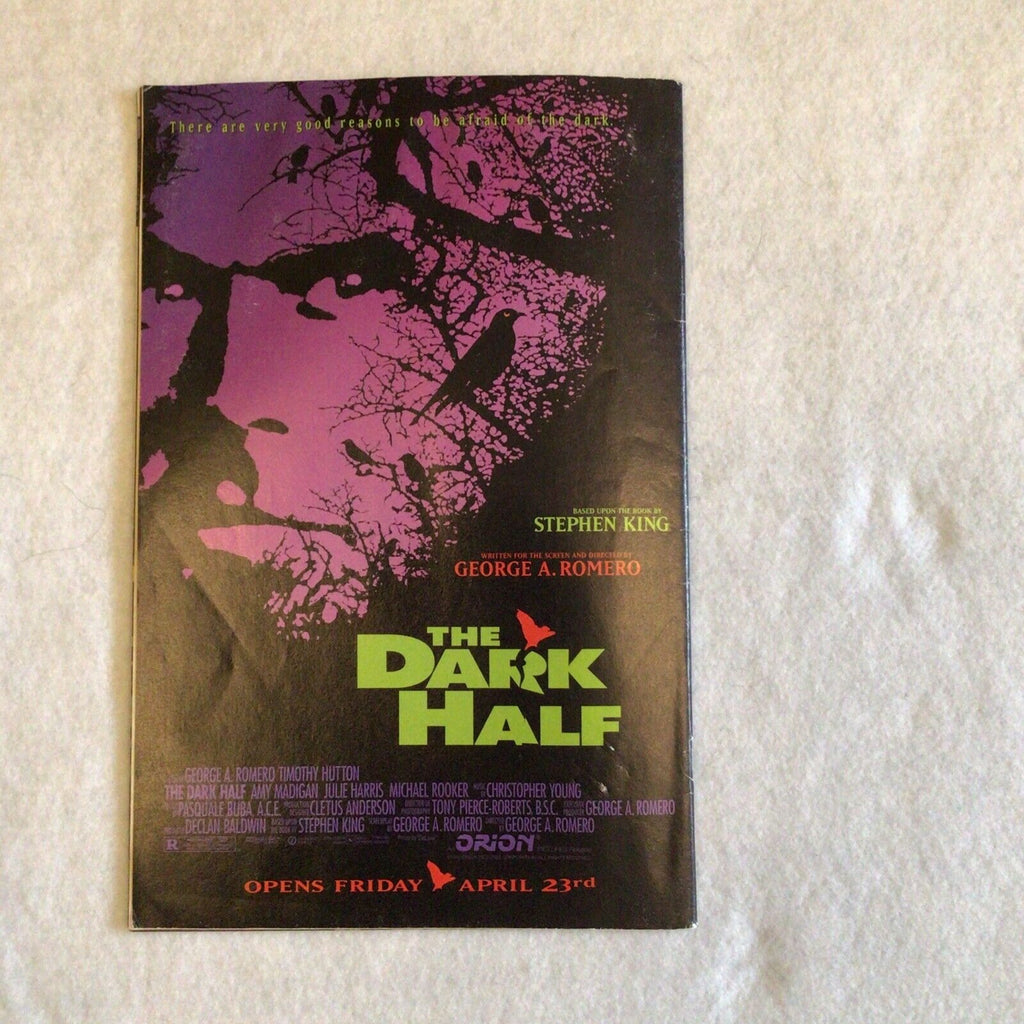 There are very good reasons to be afraid of the dark.
BASED UPON THE BOOK BY
STEPHEN KING
WRITTEN FOR THE SCREEN AND DIRECTED BY
GEORGE A. ROMERO
THE
DARK
HALF
GEORGE A. ROMERO TIMOTHY HUTTON
THE DARK HALF AMY MADIGAN JULIE HARRIS MICHAEL ROOKER CHRISTOPHER YOUNG
PASQUALE BUBA, A.C.E. CLETUS ANDERSON TONY PIERCE-ROBERTS, B.S.C. GEORGE A. ROMERO
DECLAN BALDWIN STEPHEN KING GEORGE A. ROMERO GEORGE A. ROMERO
R ORION
OPENS FRIDAY APRIL 23rd